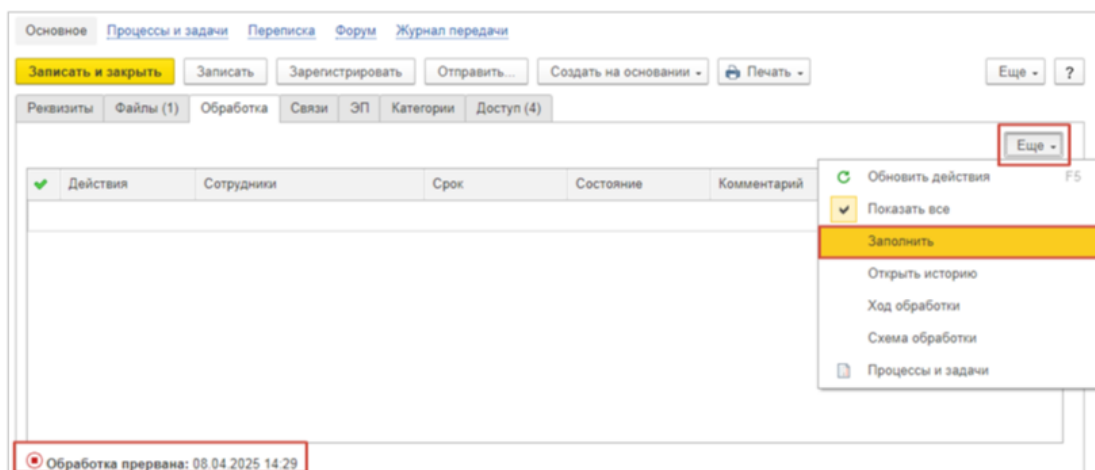 Основное Процессы и задачи Переписка Форум Журнал передачи
Записать и закрыть Записать Зарегистрировать Отправить... Создать на основании Печать Еще ?
Реквизиты Файлы (1) Обработка Связи ЭП Категории Доступ (4)
Еще
Действия Сотрудники Срок Состояние Комментарий
Обновить действия F5
Показать все
Заполнить
Открыть историю
Ход обработки
Схема обработки
Процессы и задачи
Обработка прервана: 08.04.2025 14:29